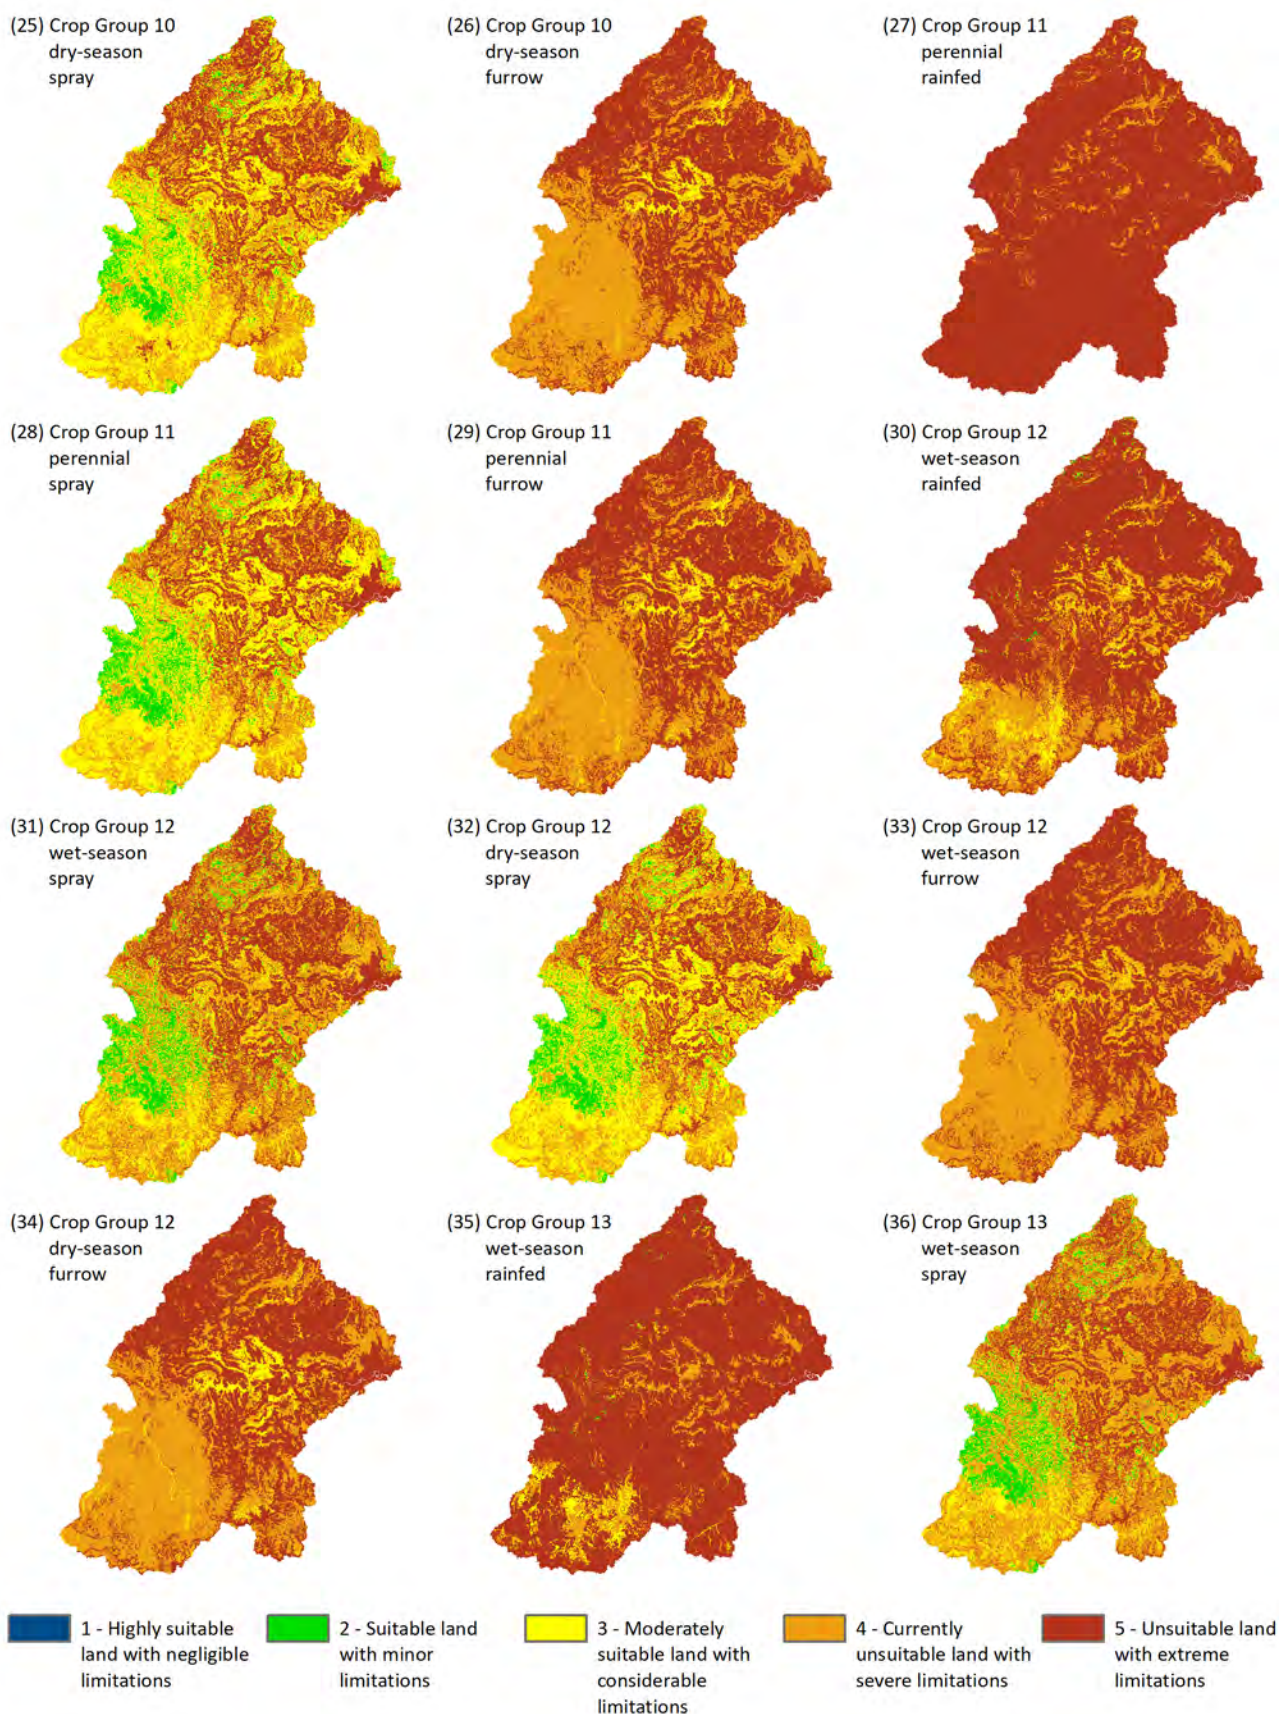 (25) Crop Group 10
dry-season
spray
(26) Crop Group 10
dry-season
furrow
(27) Crop Group 11
perennial
rainfed
(28) Crop Group 11
perennial
spray
(29) Crop Group 11
perennial
furrow
(30) Crop Group 12
wet-season
rainfed
(31) Crop Group 12
wet-season
spray
(32) Crop Group 12
dry-season
spray
(33) Crop Group 12
wet-season
furrow
(34) Crop Group 12
dry-season
furrow
(35) Crop Group 13
wet-season
rainfed
(36) Crop Group 13
wet-season
spray
1 - Highly suitable
land with negligible
limitations
2 - Suitable land
with minor
limitations
3 - Moderately
suitable land with
considerable
limitations
4 - Currently
unsuitable land with
severe limitations
5 - Unsuitable land
with extreme
limitations